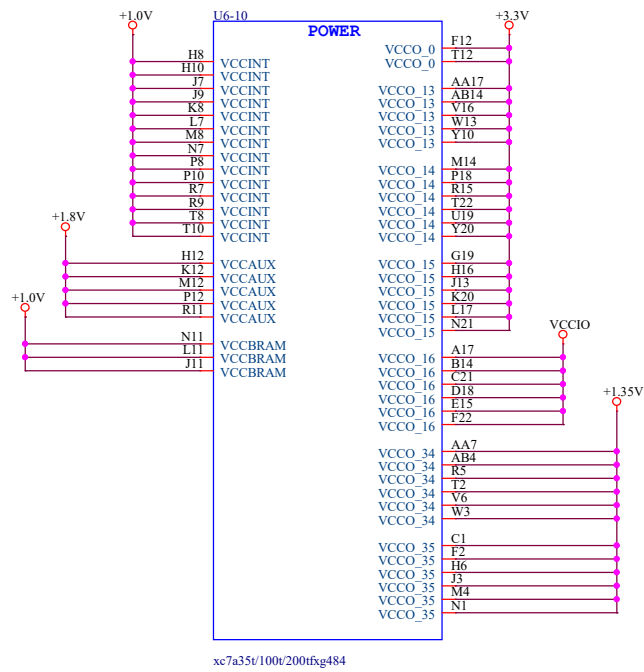 +1.0V
U6-10
POWER
+3.3V
H8 VCCINT
H10 VCCINT
J7 VCCINT
J9 VCCINT
K8 VCCINT
L7 VCCINT
M8 VCCINT
N7 VCCINT
P8 VCCINT
P10 VCCINT
R7 VCCINT
R9 VCCINT
T8 VCCINT
T10 VCCINT
+1.8V
H12 VCCAUX
K12 VCCAUX
M12 VCCAUX
P12 VCCAUX
R11 VCCAUX
+1.0V
N11 VCCBRAM
L11 VCCBRAM
J11 VCCBRAM
VCCO_0 F12
VCCO_0 T12
VCCO_13 AA17
VCCO_13 AB14
VCCO_13 V16
VCCO_13 W13
VCCO_13 Y10
VCCO_14 M14
VCCO_14 P18
VCCO_14 R15
VCCO_14 T22
VCCO_14 U19
VCCO_14 Y20
VCCO_15 G19
VCCO_15 H16
VCCO_15 J13
VCCO_15 K20
VCCO_15 L17
VCCO_15 N21
VCCIO
VCCO_16 A17
VCCO_16 B14
VCCO_16 C21
VCCO_16 D18
VCCO_16 E15
VCCO_16 F22
+1.35V
VCCO_34 AA7
VCCO_34 AB4
VCCO_34 R5
VCCO_34 T2
VCCO_34 V6
VCCO_34 W3
VCCO_35 C1
VCCO_35 F2
VCCO_35 H6
VCCO_35 J3
VCCO_35 M4
VCCO_35 N1
xc7a35t/100t/200tfxg484